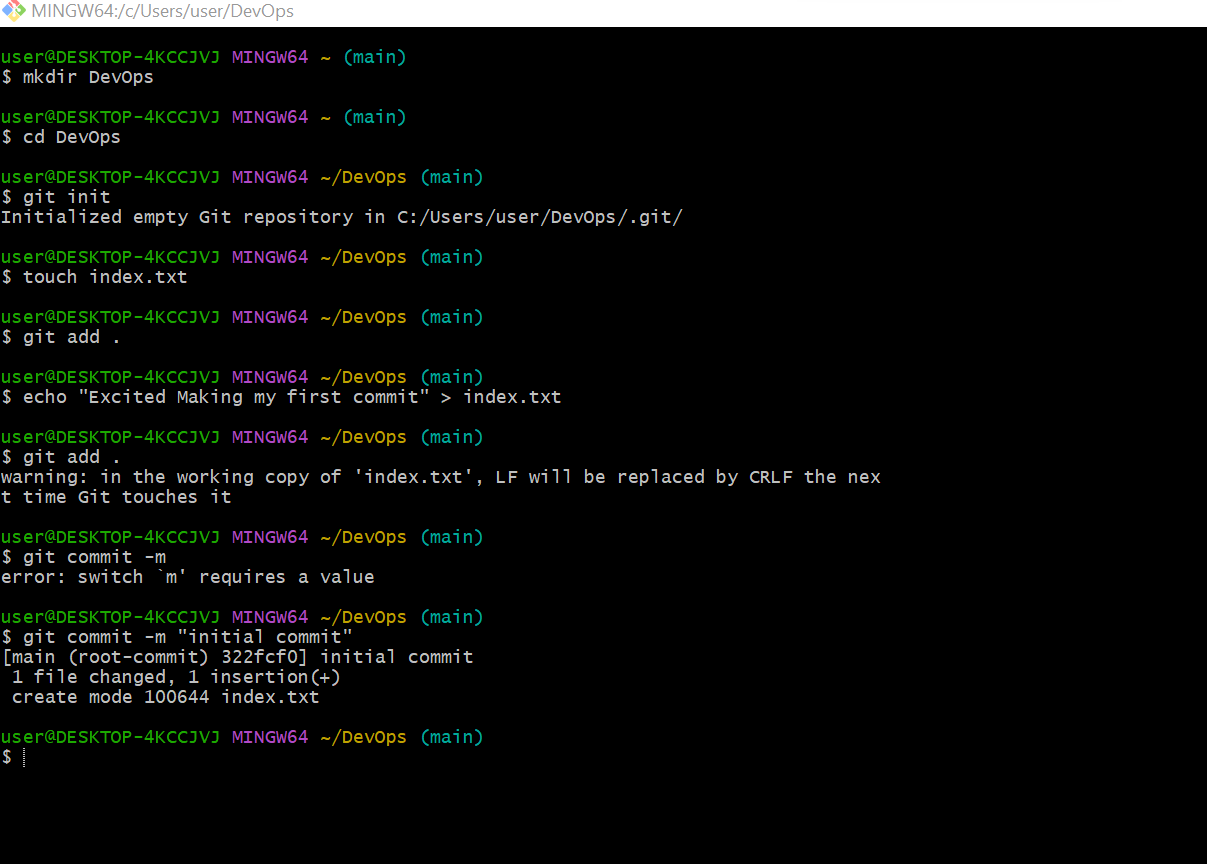 MINGW64:/c/Users/user/DevOps
user@DESKTOP-4KCCJVJ MINGW64 ~ (main)
$ mkdir DevOps
user@DESKTOP-4KCCJVJ MINGW64 ~ (main)
$ cd DevOps
user@DESKTOP-4KCCJVJ MINGW64 ~/DevOps (main)
$ git init
Initialized empty Git repository in C:/Users/user/DevOps/.git/
user@DESKTOP-4KCCJVJ MINGW64 ~/DevOps (main)
$ touch index.txt
user@DESKTOP-4KCCJVJ MINGW64 ~/DevOps (main)
$ git add .
user@DESKTOP-4KCCJVJ MINGW64 ~/DevOps (main)
$ echo "Excited Making my first commit" > index.txt
user@DESKTOP-4KCCJVJ MINGW64 ~/DevOps (main)
$ git add .
warning: in the working copy of 'index.txt', LF will be replaced by CRLF the nex
t time Git touches it
user@DESKTOP-4KCCJVJ MINGW64 ~/DevOps (main)
$ git commit -m
error: switch `m' requires a value
user@DESKTOP-4KCCJVJ MINGW64 ~/DevOps (main)
$ git commit -m "initial commit"
[main (root-commit) 322fcf0] initial commit
 1 file changed, 1 insertion(+)
 create mode 100644 index.txt
user@DESKTOP-4KCCJVJ MINGW64 ~/DevOps (main)
$